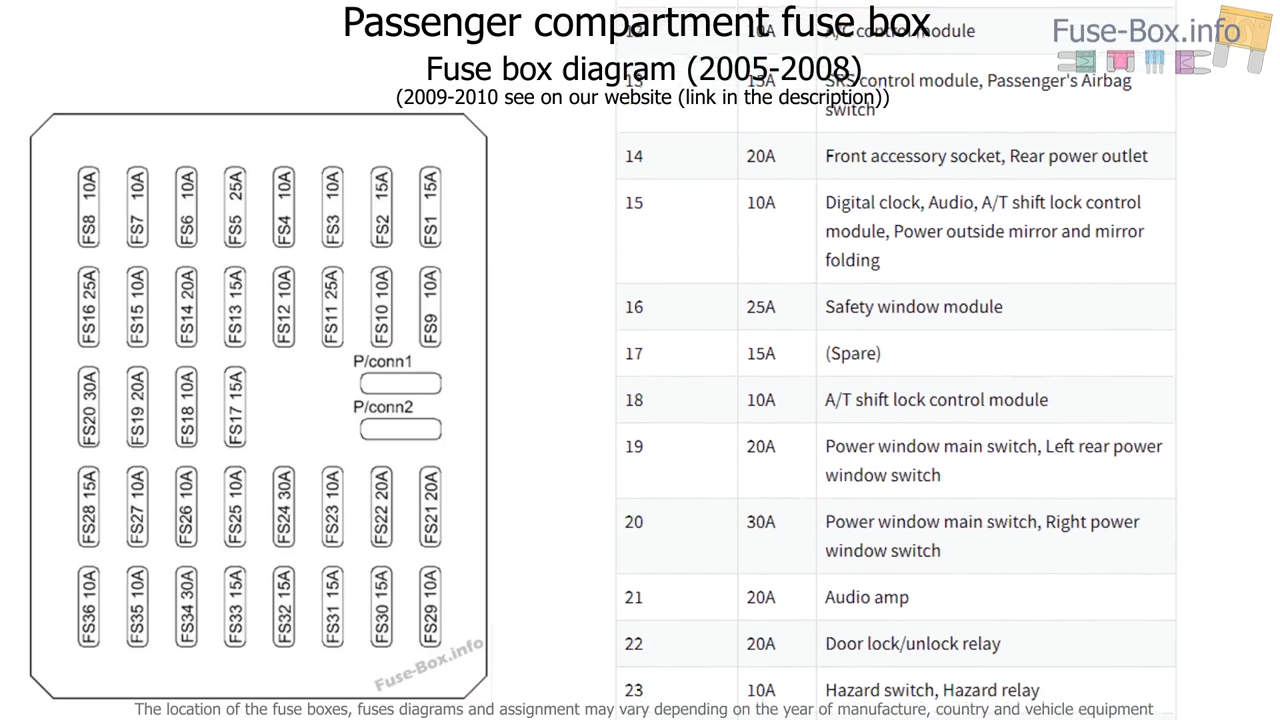 Passenger compartment fuse box
Fuse box diagram (2005-2008)
(2009-2010 see on our website (link in the description))
Fuse-Box.info
FS8 10A
FS7 10A
FS6 10A
FS5 25A
FS4 10A
FS3 10A
FS2 15A
FS1 15A
FS16 25A
FS15 10A
FS14 20A
FS13 15A
FS12 10A
FS11 25A
FS10 10A
FS9 10A
P/conn1
P/conn2
FS20 30A
FS19 20A
FS18 10A
FS17 15A
FS28 15A
FS27 10A
FS26 10A
FS25 10A
FS24 30A
FS23 10A
FS22 20A
FS21 20A
FS36 10A
FS35 10A
FS34 30A
FS33 15A
FS32 15A
FS31 15A
FS30 15A
FS29 10A
Fuse-Box.info
12 10A A/C control module
13 15A SRS control module, Passenger's Airbag
switch
14 20A Front accessory socket, Rear power outlet
15 10A Digital clock, Audio, A/T shift lock control
module, Power outside mirror and mirror
folding
16 25A Safety window module
17 15A (Spare)
18 10A A/T shift lock control module
19 20A Power window main switch, Left rear power
window switch
20 30A Power window main switch, Right power
window switch
21 20A Audio amp
22 20A Door lock/unlock relay
23 10A Hazard switch, Hazard relay
The location of the fuse boxes, fuses diagrams and assignment may vary depending on the year of manufacture, country and vehicle equipment